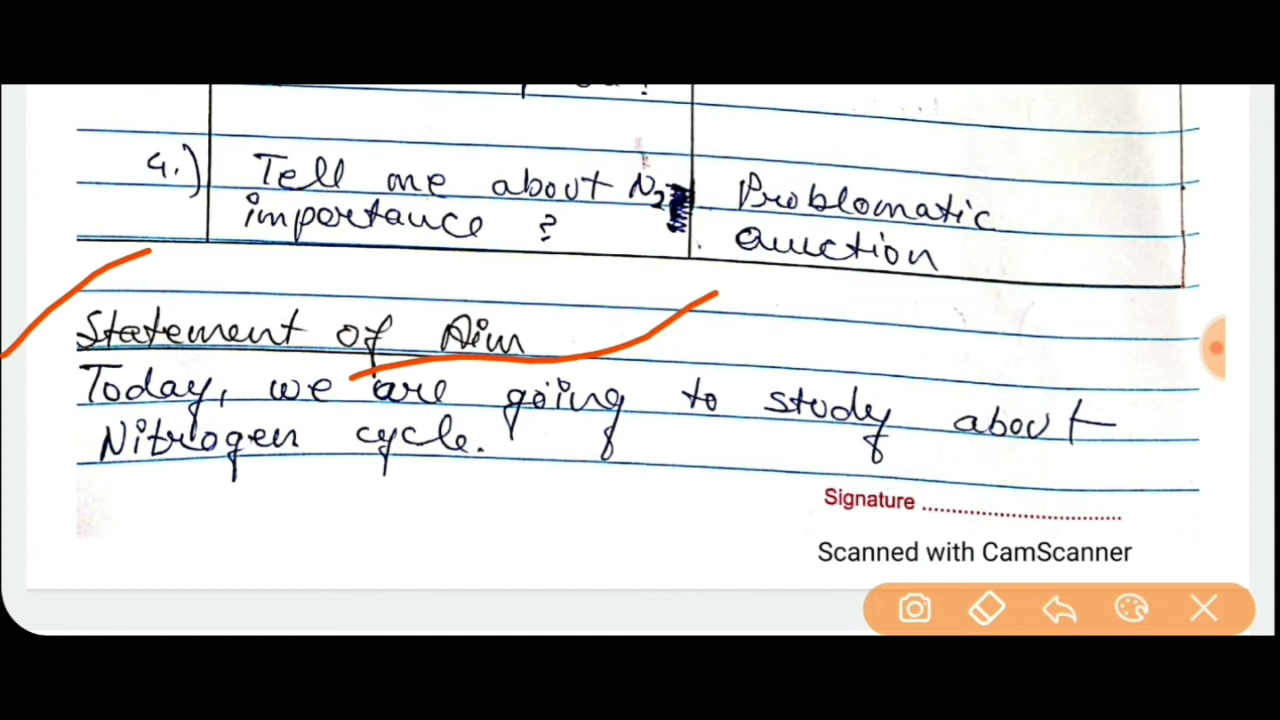 4.) Tell me about N2 Problomatic
importance ? auuction
Statement of Aim
Today, we are going to study about
Nitrogen cycle.
Signature
Scanned with CamScanner